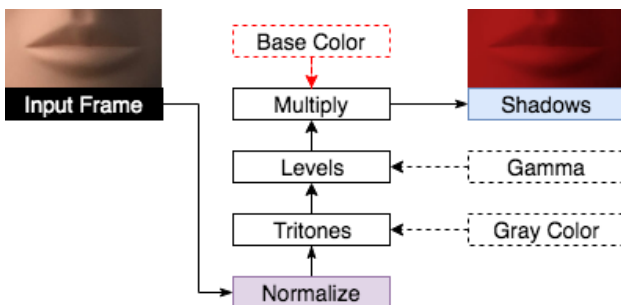 Base Color
Input Frame
Multiply
Shadows
Levels
Gamma
Tritones
Gray Color
Normalize